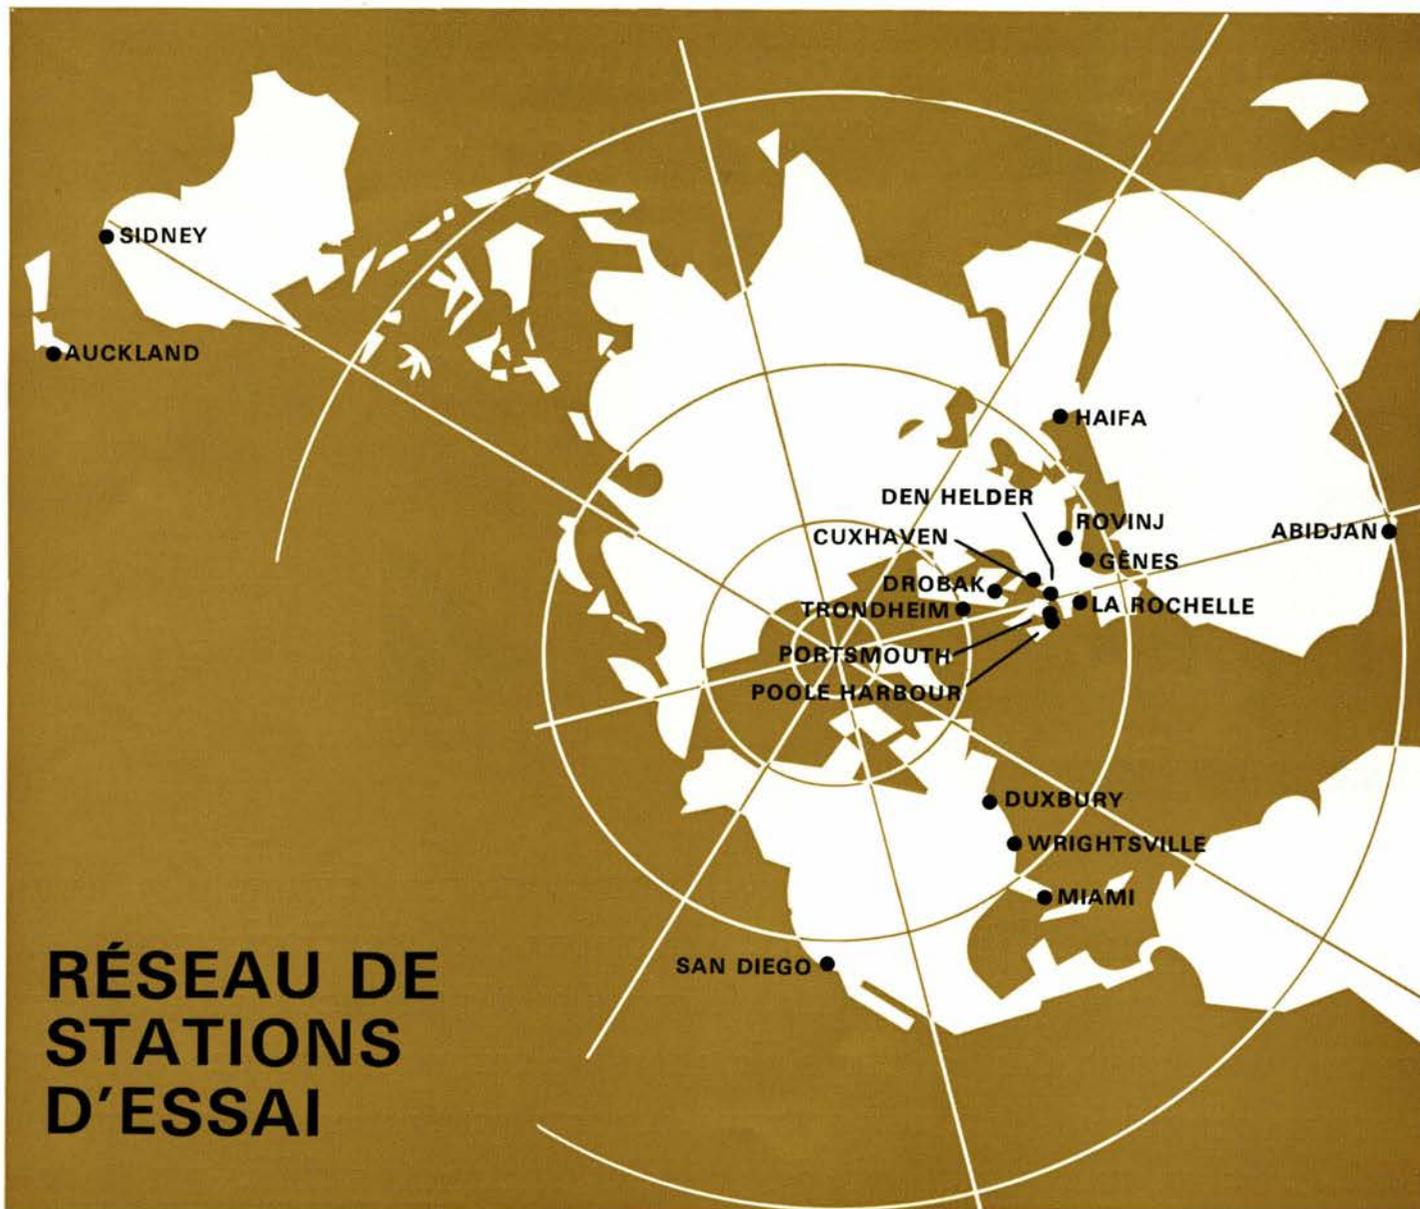 SIDNEY
AUCKLAND
HAIFA
DEN HELDER
ROVINJ
CUXHAVEN
ABIDJAN
GÊNES
DROBAK
TRONDHEIM
LA ROCHELLE
PORTSMOUTH
POOLE HARBOUR
DUXBURY
WRIGHTSVILLE
MIAMI
SAN DIEGO
RÉSEAU DE
STATIONS
D'ESSAI